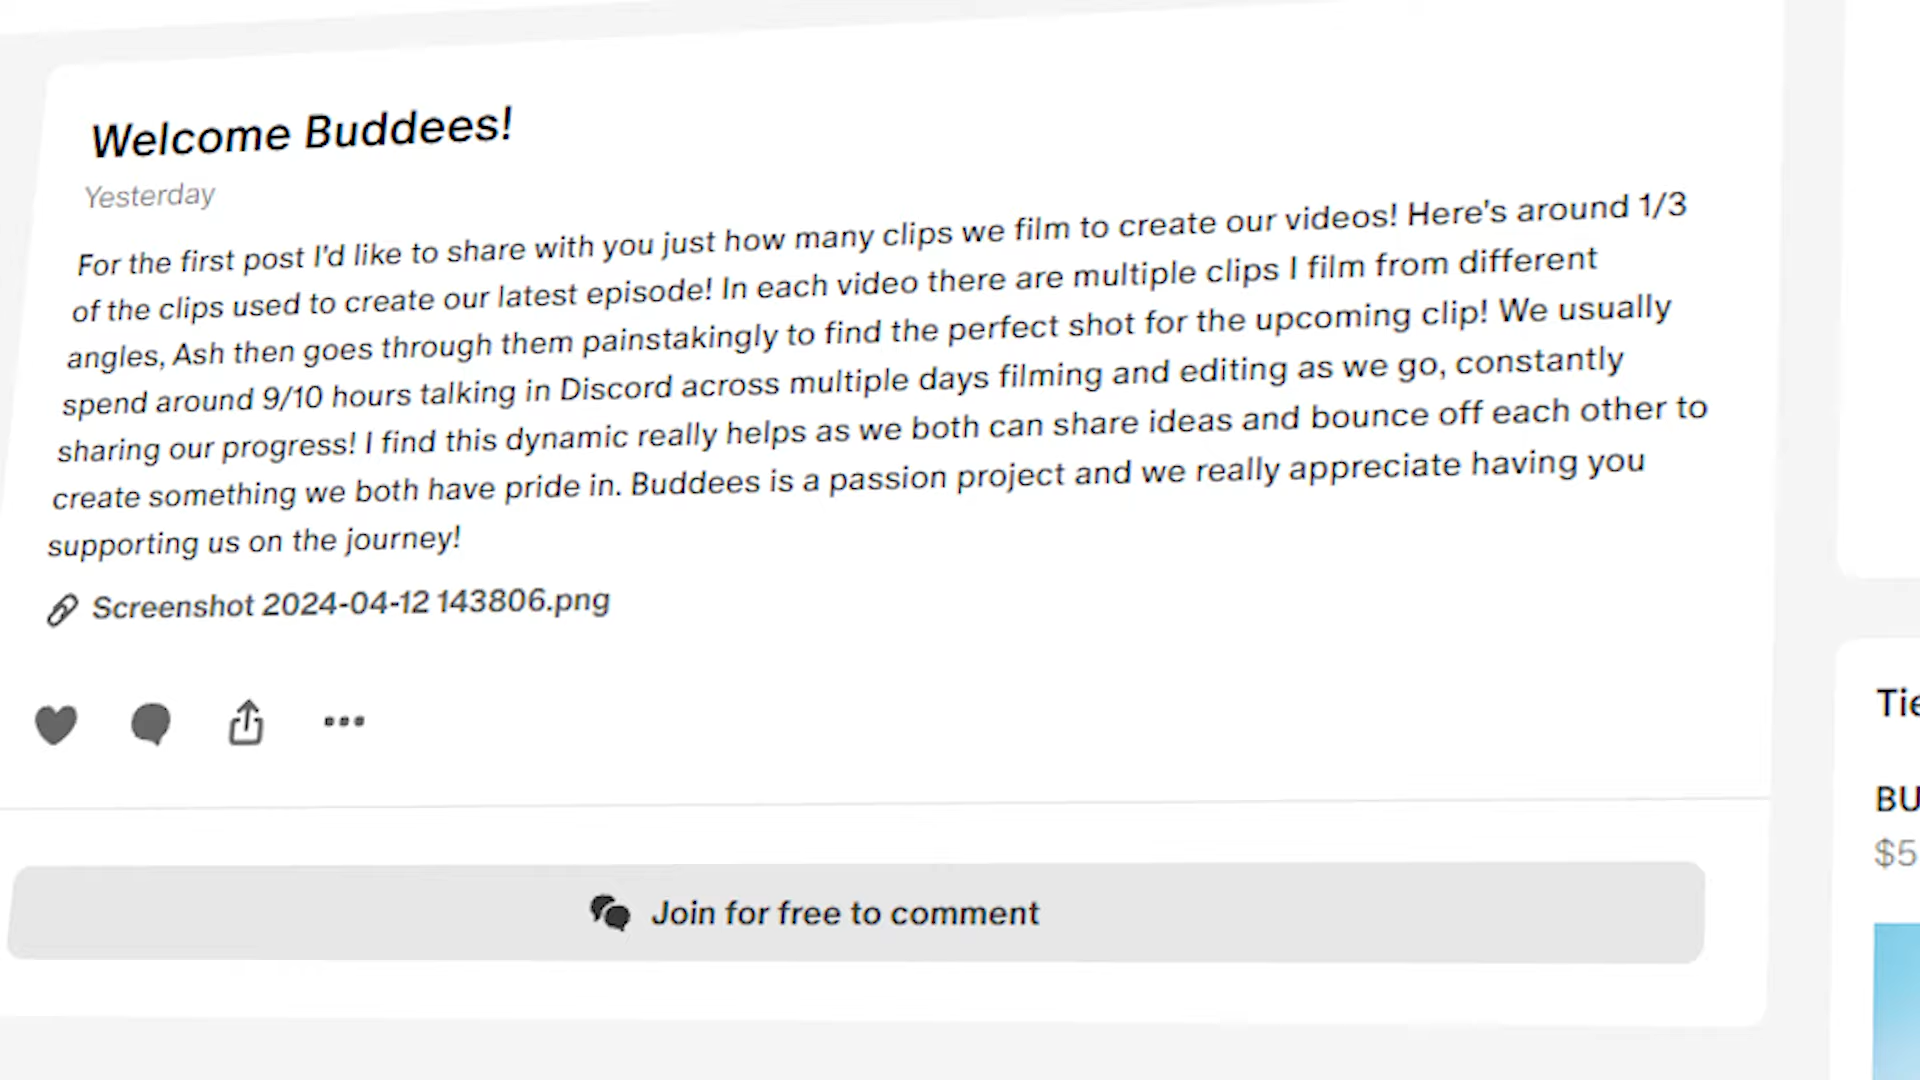 Welcome Buddees!
Yesterday
For the first post I'd like to share with you just how many clips we film to create our videos! Here's around 1/3
of the clips used to create our latest episode! In each video there are multiple clips I film from different
angles, Ash then goes through them painstakingly to find the perfect shot for the upcoming clip! We usually
spend around 9/10 hours talking in Discord across multiple days filming and editing as we go, constantly
sharing our progress! I find this dynamic really helps as we both can share ideas and bounce off each other to
create something we both have pride in. Buddees is a passion project and we really appreciate having you
supporting us on the journey!
Screenshot 2024-04-12 143806.png
Join for free to comment
Tie
BU
$5